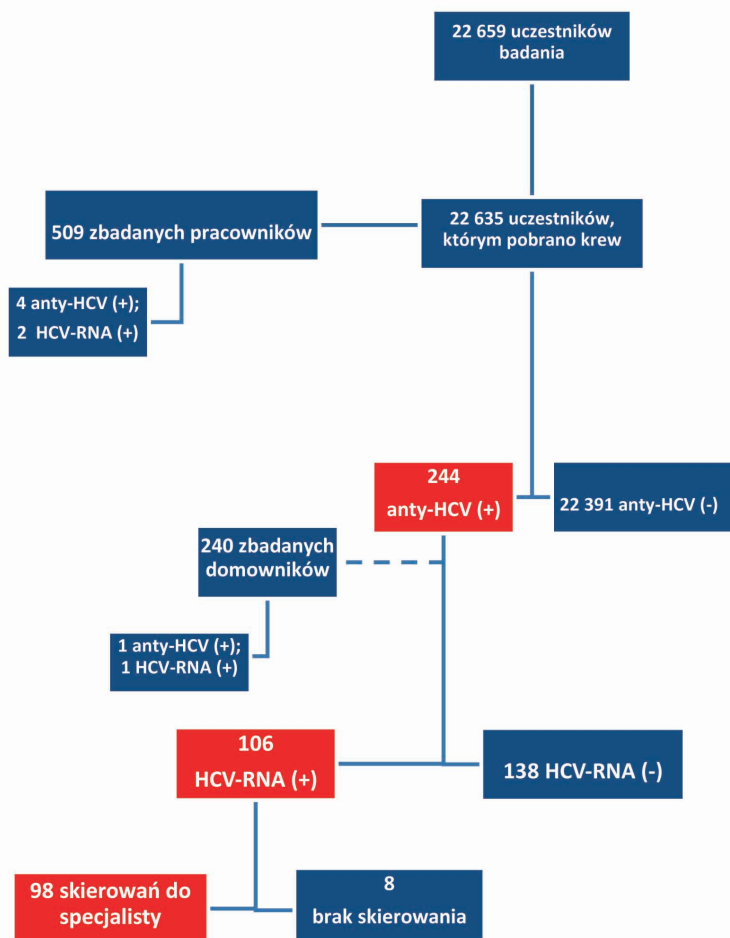 22 659 uczestników
badania
22 635 uczestników,
którym pobrano krew
509 zbadanych pracowników
4 anty-HCV (+);
2 HCV-RNA (+)
244
anty-HCV (+)
22 391 anty-HCV (-)
240 zbadanych
domowników
1 anty-HCV (+);
1 HCV-RNA (+)
106
HCV-RNA (+)
138 HCV-RNA (-)
98 skierowań do
specjalisty
8
brak skierowania